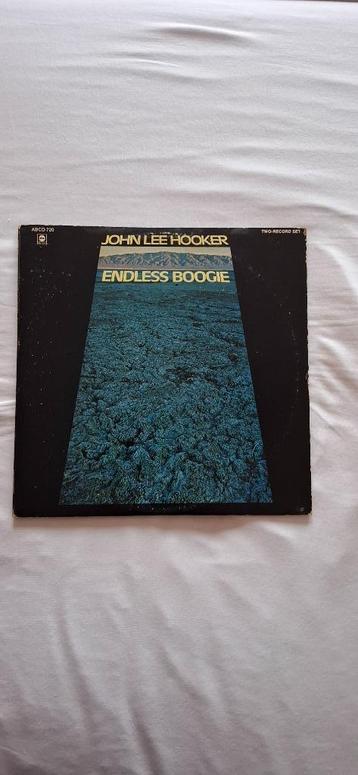 ABCD-720
TWO-RECORD SET
JOHN LEE HOOKER
ENDLESS BOOGIE